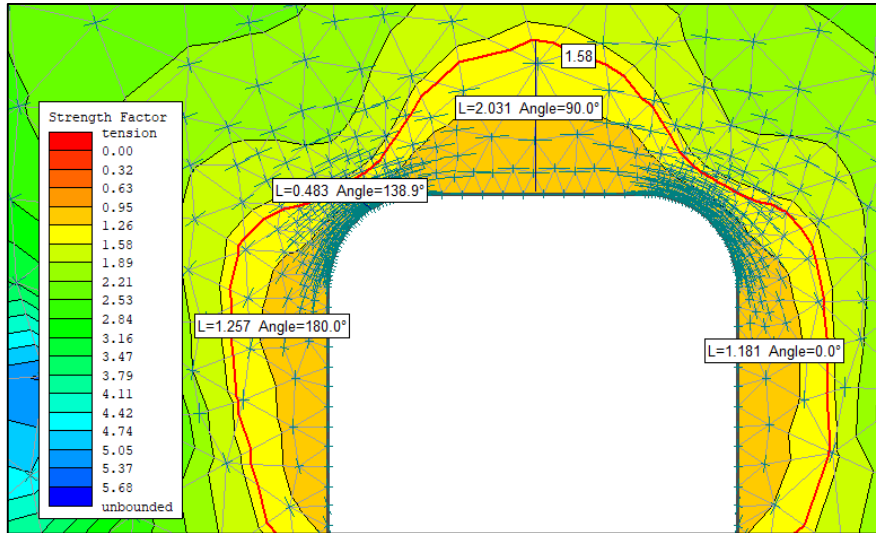 1.58
L=2.031 Angle=90.0°
Strength Factor
tension
0.00
0.32
0.63
0.95
1.26
1.58
1.89
2.21
2.53
2.84
3.16
3.47
3.79
4.11
4.42
4.74
5.05
5.37
5.68
unbounded
L=0.483 Angle=138.9°
L=1.257 Angle=180.0°
L=1.181 Angle=0.0°